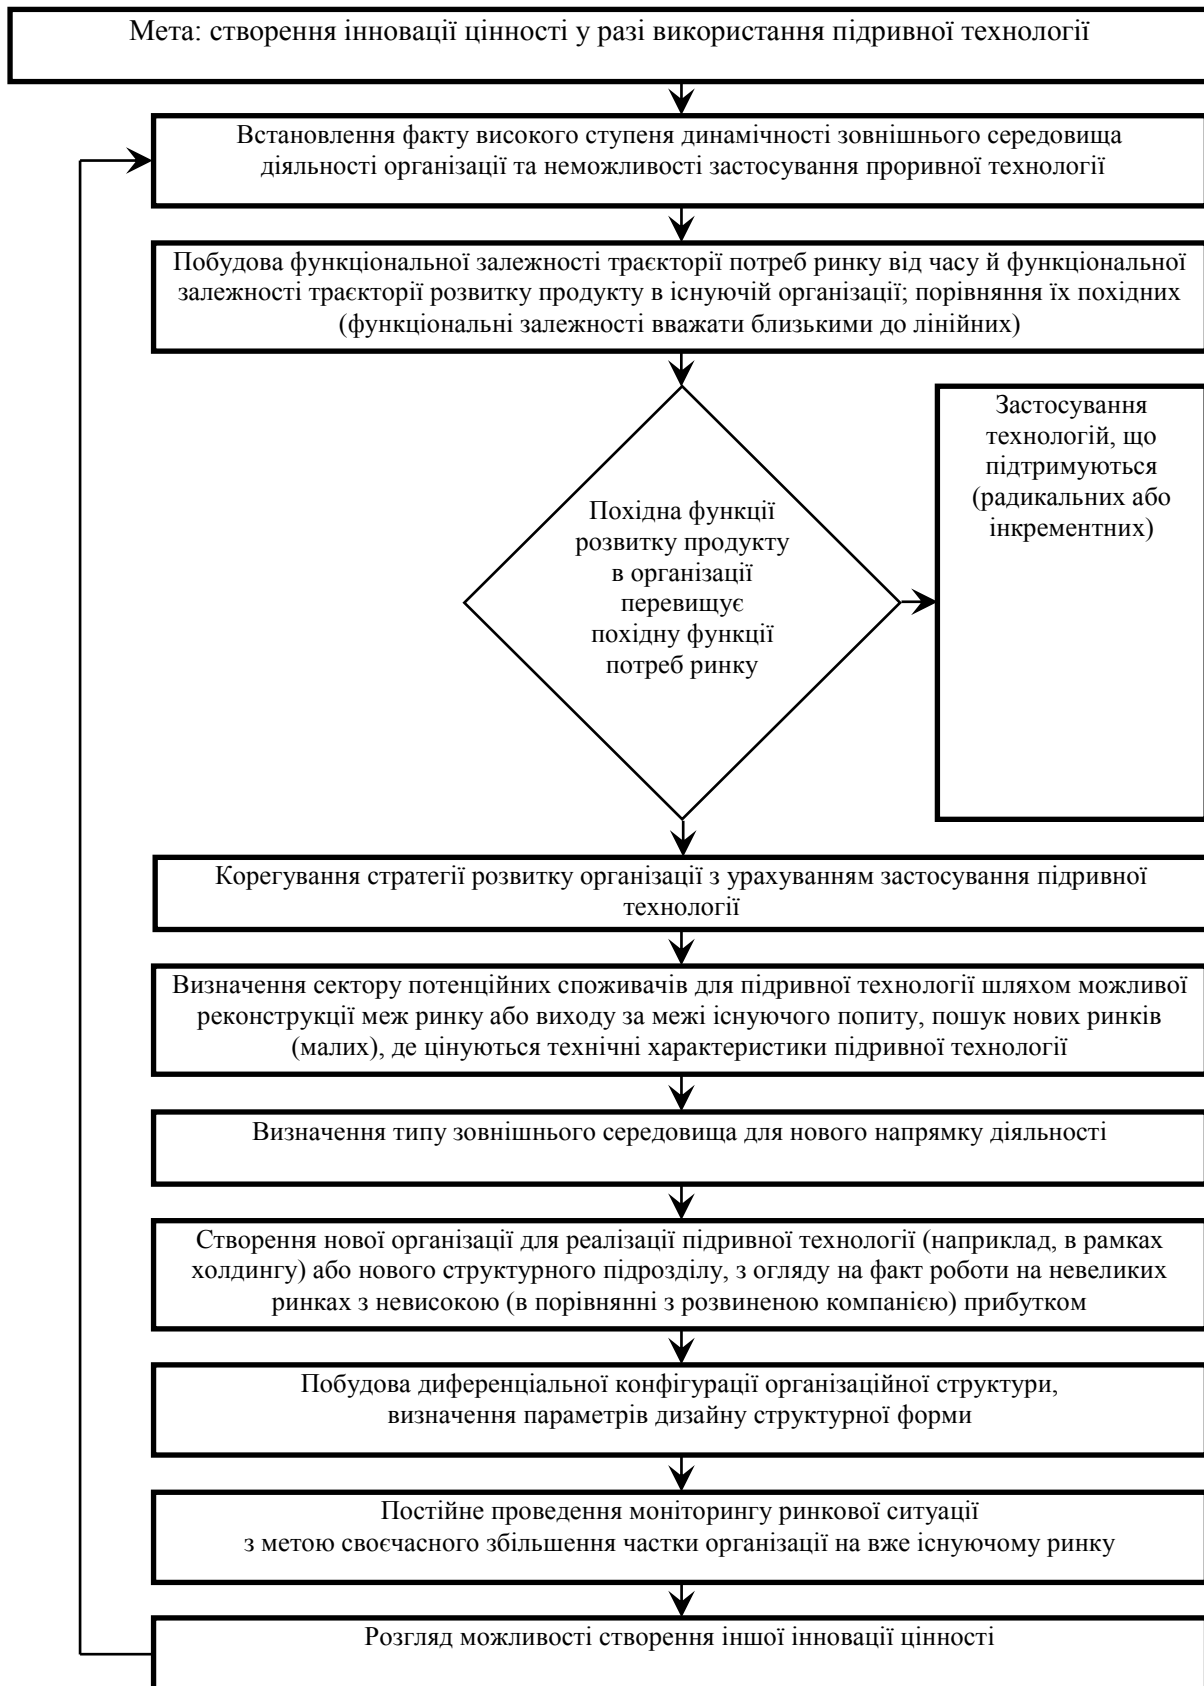 Мета: створення інновації цінності у разі використання підривної технології
Встановлення факту високого ступеня динамічності зовнішнього середовища
діяльності організації та неможливості застосування проривної технології
Побудова функціональної залежності траєкторії потреб ринку від часу й функціональної
залежності траєкторії розвитку продукту в існуючій організації; порівняння їх похідних
(функціональні залежності вважати близькими до лінійних)
Похідна функції
розвитку продукту
в організації
перевищує
похідну функції
потреб ринку
Застосування
технологій, що
підтримуються
(радикальних або
інкрементних)
Корегування стратегії розвитку організації з урахуванням застосування підривної
технології
Визначення сектору потенційних споживачів для підривної технології шляхом можливої
реконструкції меж ринку або виходу за межі існуючого попиту, пошук нових ринків
(малих), де цінуються технічні характеристики підривної технології
Визначення типу зовнішнього середовища для нового напрямку діяльності
Створення нової організації для реалізації підривної технології (наприклад, в рамках
холдингу) або нового структурного підрозділу, з огляду на факт роботи на невеликих
ринках з невисокою (в порівнянні з розвиненою компанією) прибутком
Побудова диференціальної конфігурації організаційної структури,
визначення параметрів дизайну структурної форми
Постійне проведення моніторингу ринкової ситуації
з метою своєчасного збільшення частки організації на вже існуючому ринку
Розгляд можливості створення іншої інновації цінності